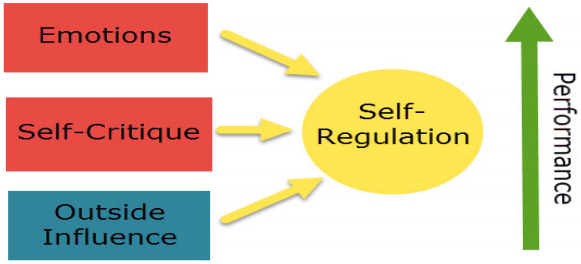 Emotions
Self-Critique
Outside
Influence
Self-
Regulation
Performance